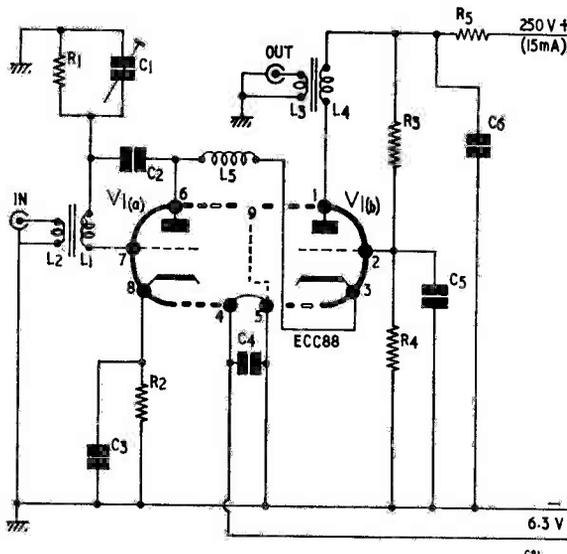 R5
250 V +
(15mA)
OUT
R1
C1
L3
L4
R3
C6
C2
L5
IN
V1(a)
6
9
1
V1(b)
L2
L1
7
2
8
4
5
3
C5
ECC88
R4
C4
R2
C3
−
6.3 V